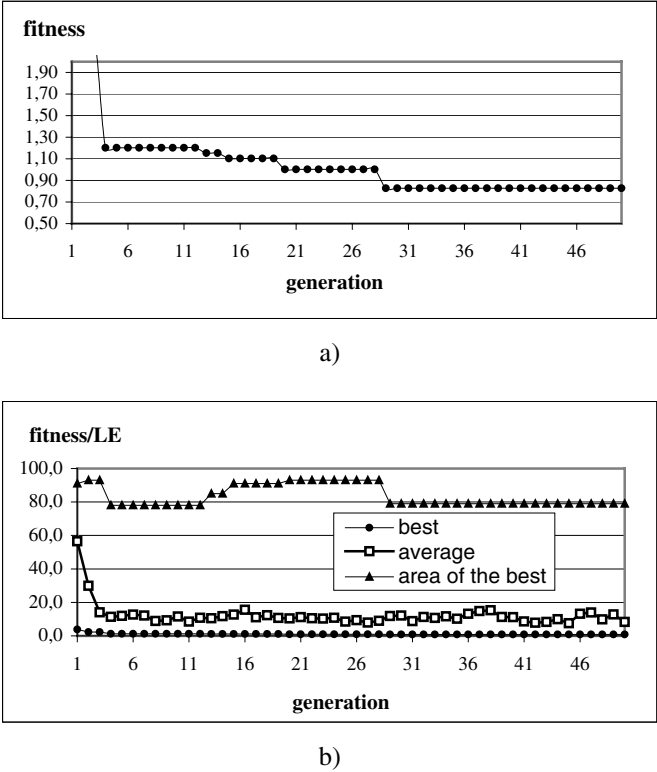 fitness
1,90
1,70
1,50
1,30
1,10
0,90
0,70
0,50
1 6 11 16 21 26 31 36 41 46
generation
a)
fitness/LE
100,0
80,0
60,0
40,0
20,0
0,0
best
average
area of the best
1 6 11 16 21 26 31 36 41 46
generation
b)